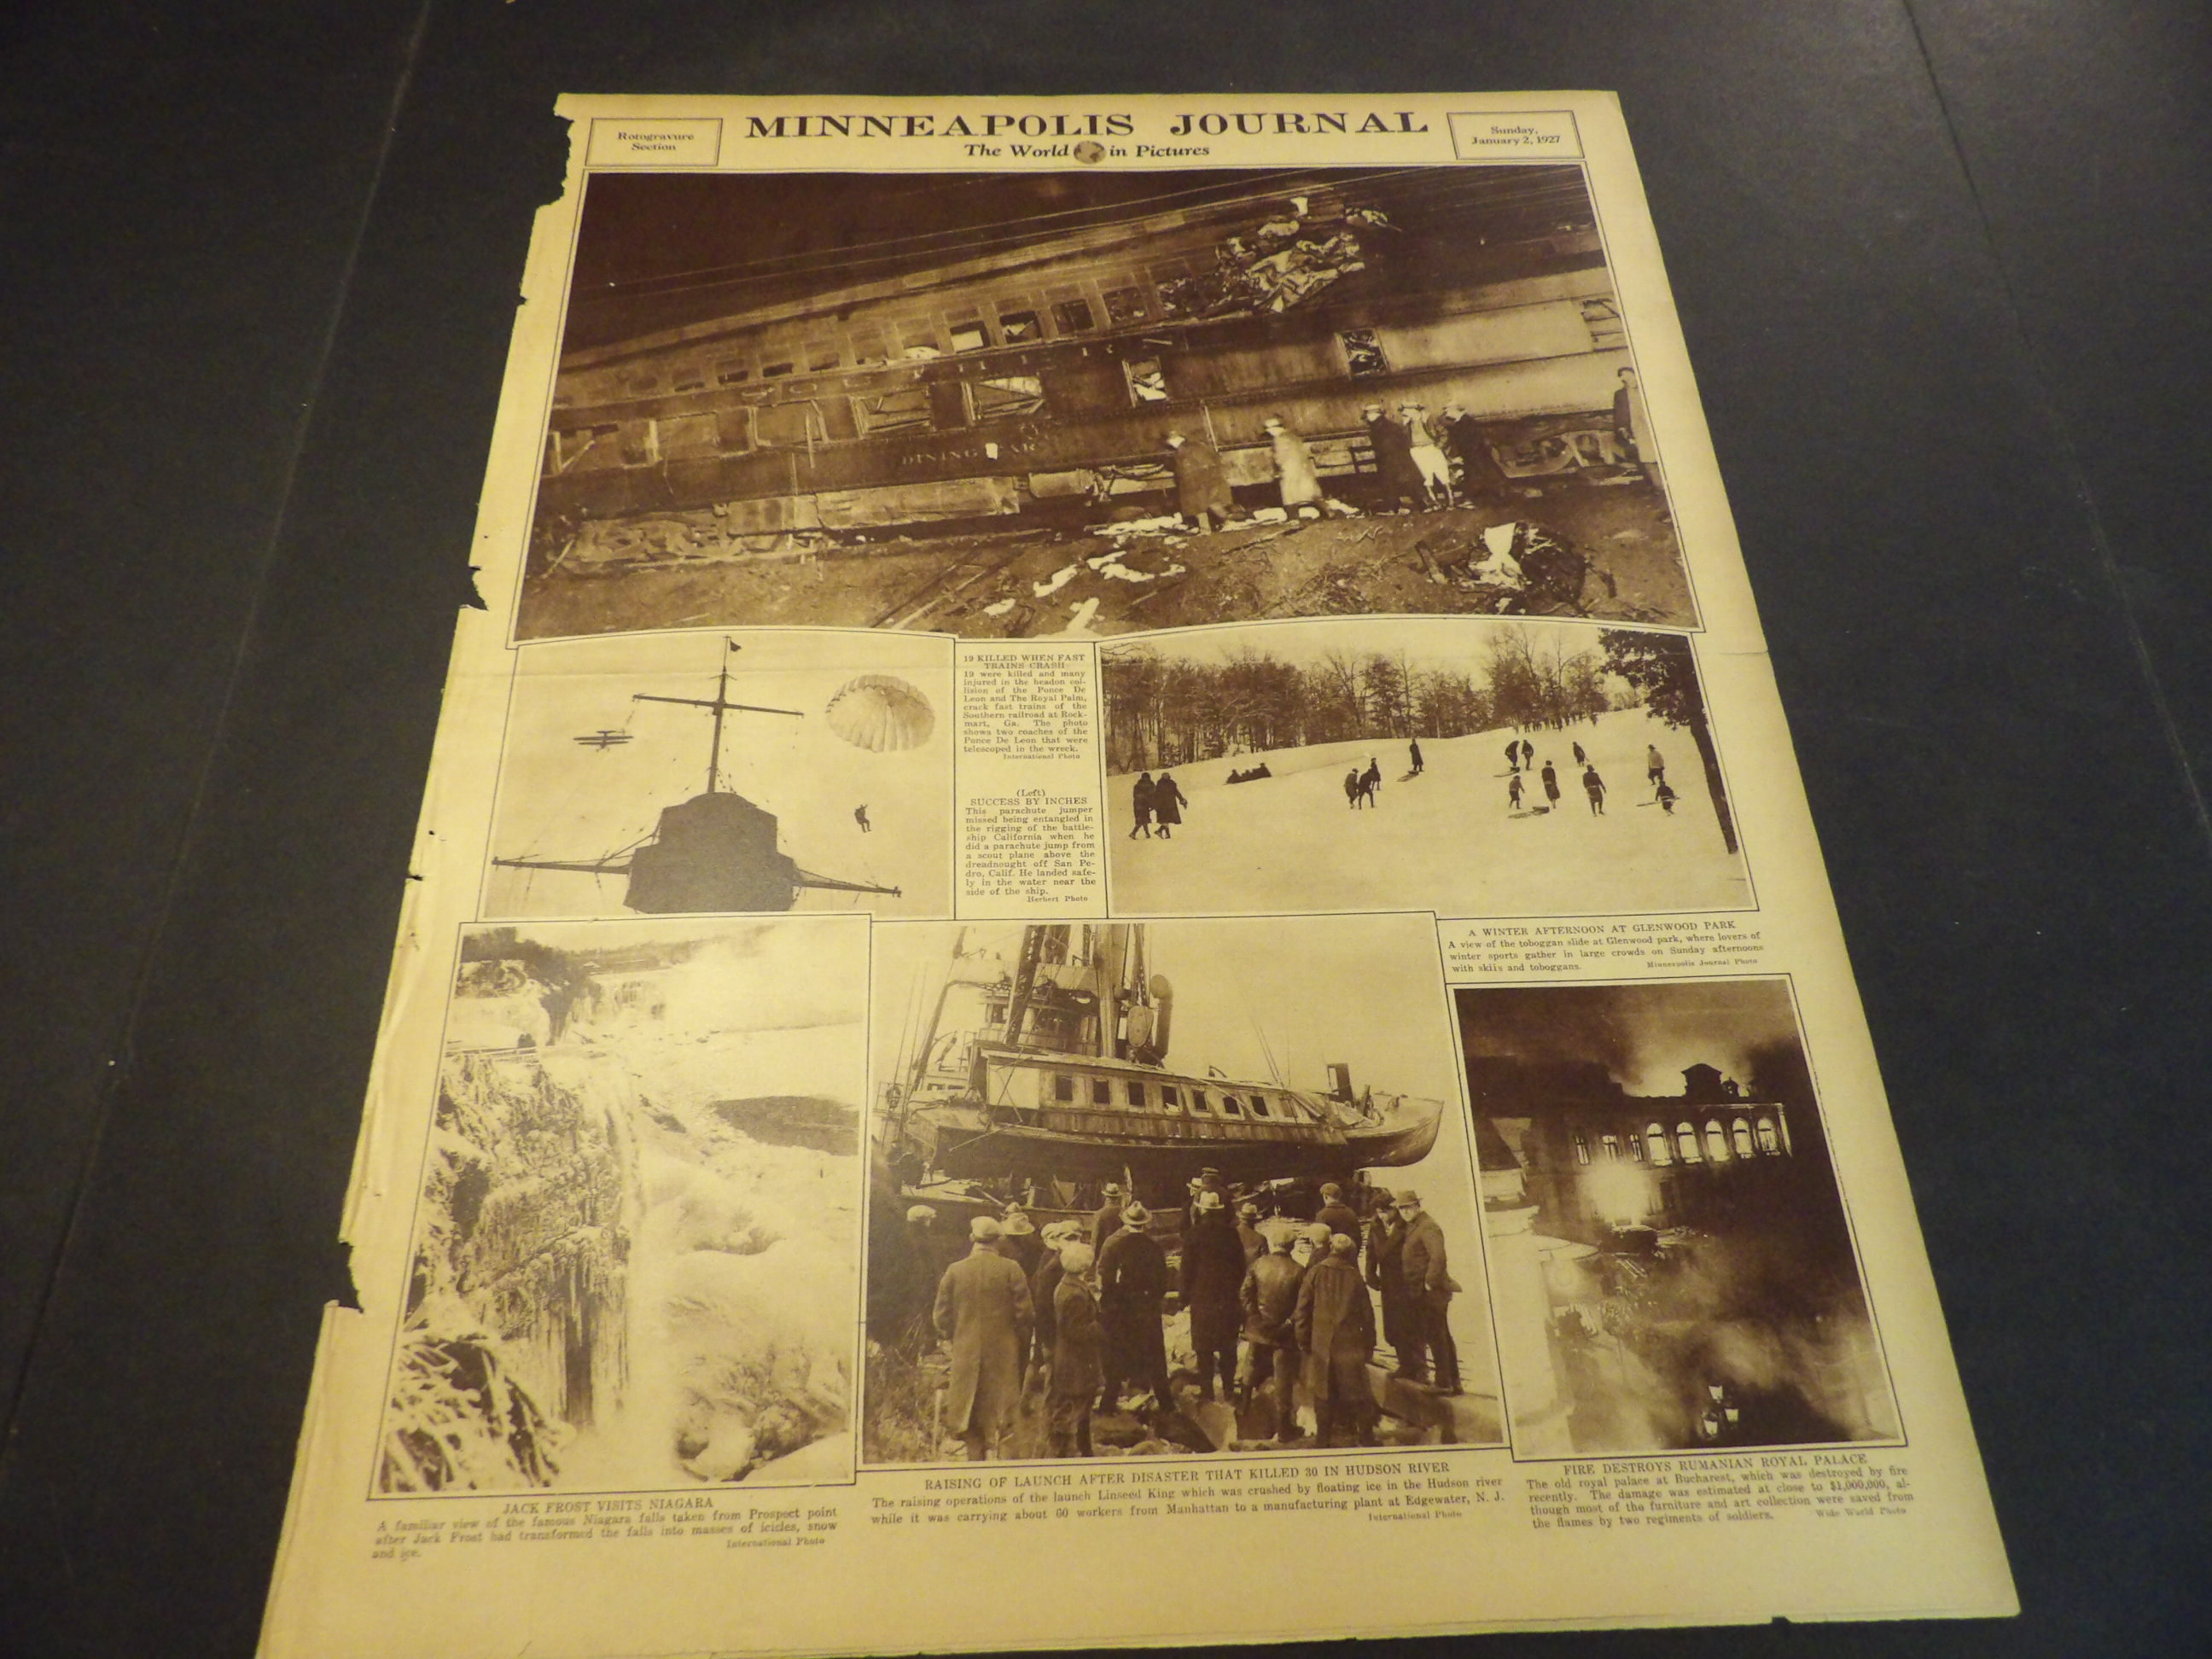 Rotogravure
Section
MINNEAPOLIS JOURNAL
The World in Pictures
Sunday,
January 2, 1927
DINING CAR
19 KILLED WHEN FAST
TRAINS CRASH
19 were killed and many
injured in the headon col-
lision of the Ponce De
Leon and The Royal Palm,
crack fast trains of the
Southern railroad at Rock-
mart, Ga. The photo
shows two coaches of the
Ponce De Leon that were
telescoped in the wreck.
International Photo
(Left)
SUCCESS BY INCHES
This parachute jumper
missed being entangled in
the rigging of the battle-
ship California when he
did a parachute jump from
a scout plane above the
dreadnought off San Pe-
dro, Calif. He landed safe-
ly in the water near the
side of the ship.
Herbert Photo
A WINTER AFTERNOON AT GLENWOOD PARK
A view of the toboggan slide at Glenwood park, where lovers of
winter sports gather in large crowds on Sunday afternoons
with skiis and toboggans.
Minneapolis Journal Photo
JACK FROST VISITS NIAGARA
A familiar view of the famous Niagara falls taken from Prospect point
after Jack Frost had transformed the falls into masses of icicles, snow
and ice.
International Photo
RAISING OF LAUNCH AFTER DISASTER THAT KILLED 30 IN HUDSON RIVER
The raising operations of the launch Linseed King which was crushed by floating ice in the Hudson river
while it was carrying about 60 workers from Manhattan to a manufacturing plant at Edgewater, N. J.
International Photo
FIRE DESTROYS RUMANIAN ROYAL PALACE
The old royal palace at Bucharest, which was destroyed by fire
recently. The damage was estimated at close to $1,000,000, al-
though most of the furniture and art collection were saved from
the flames by two regiments of soldiers.
Wide World Photo